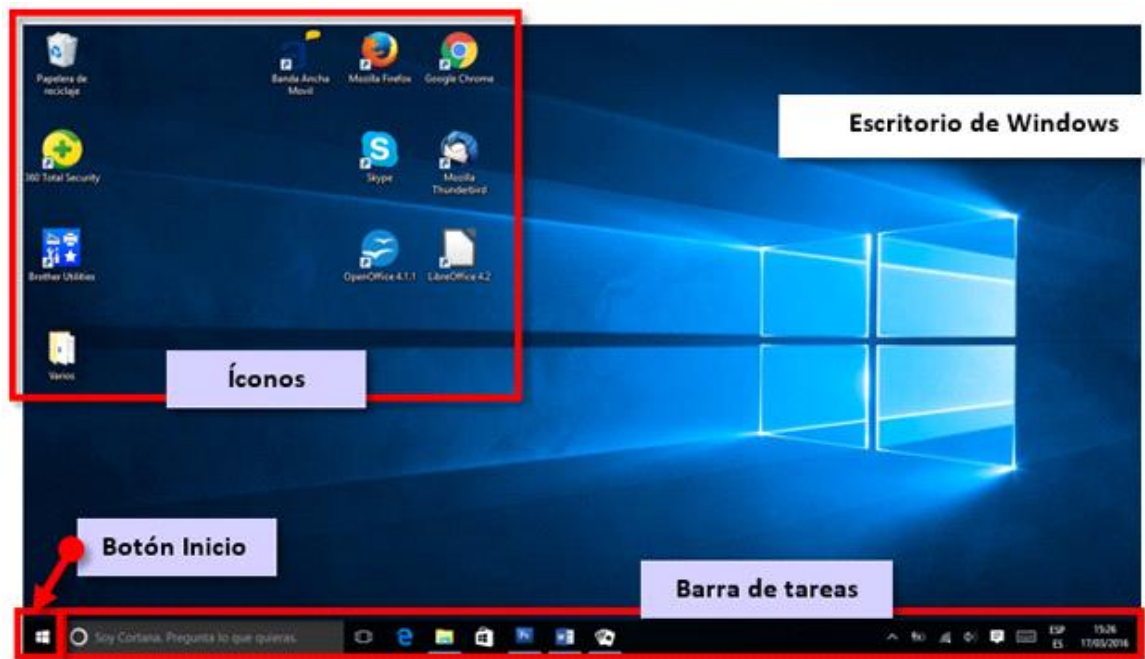 Papelera de
reciclaje
Banda Ancha
Movil
Mozilla Firefox
Google Chrome
Escritorio de Windows
360 Total Security
Skype
Mozilla
Thunderbird
Brother Utilities
OpenOffice 4.1.1
LibreOffice 4.2
Varios
Íconos
Botón Inicio
Barra de tareas
Soy Cortana. Pregunta lo que quieras.
ESP
ES
15:26
17/03/2016